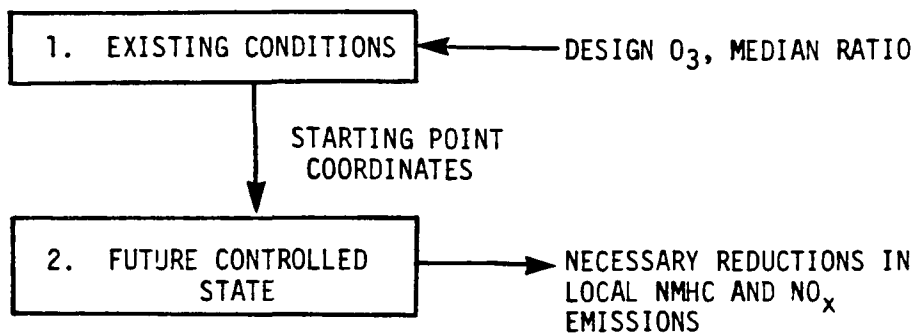 1. EXISTING CONDITIONS
DESIGN O3, MEDIAN RATIO
STARTING POINT
COORDINATES
2. FUTURE CONTROLLED
STATE
NECESSARY REDUCTIONS IN
LOCAL NMHC AND NOx
EMISSIONS